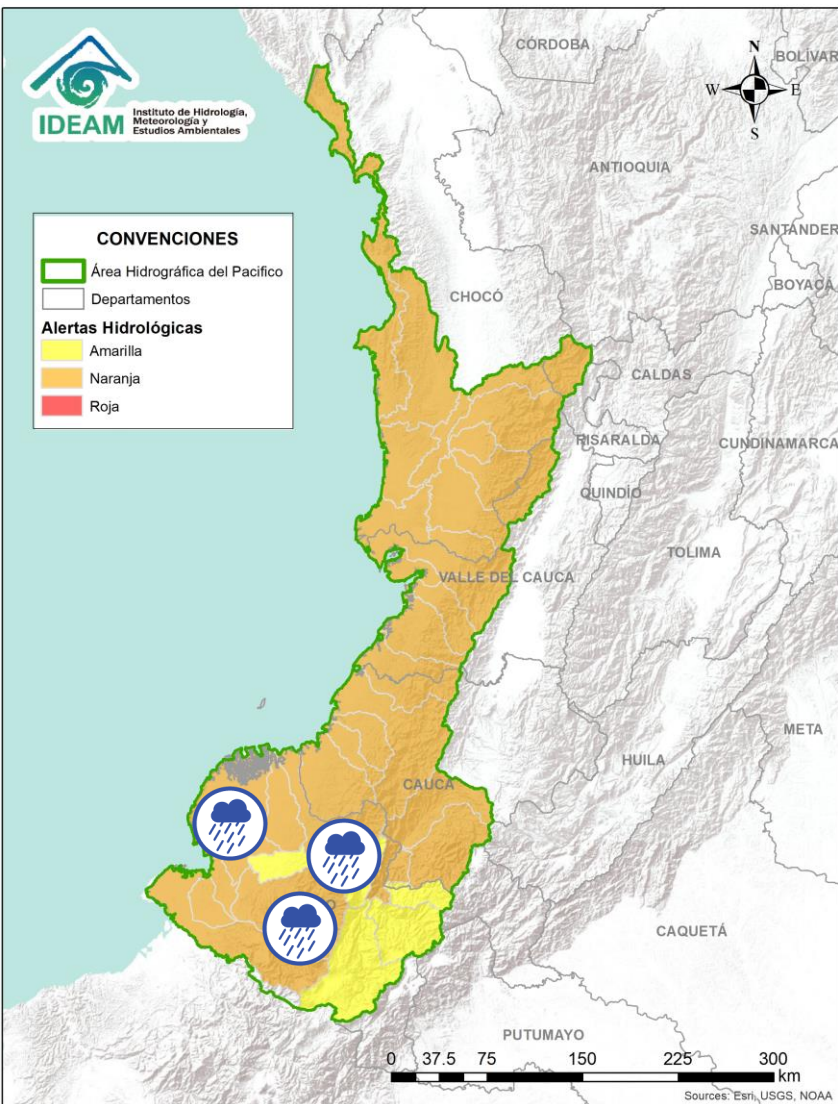 IDEAM
Instituto de Hidrología,
Meteorología y
Estudios Ambientales
CÓRDOBA
BOLÍVAR
N
W
E
S
ANTIOQUIA
SANTANDER
BOYACÁ
CONVENCIONES
Área Hidrográfica del Pacifico
Departamentos
Alertas Hidrológicas
Amarilla
Naranja
Roja
CHOCÓ
CALDAS
RISARALDA
CUNDINAMARCA
QUINDÍO
TOLIMA
VALLE DEL CAUCA
META
HUILA
CAUCA
CAQUETÁ
PUTUMAYO
0 37.5 75 150 225 300
km
Sources: Esri, USGS, NOAA